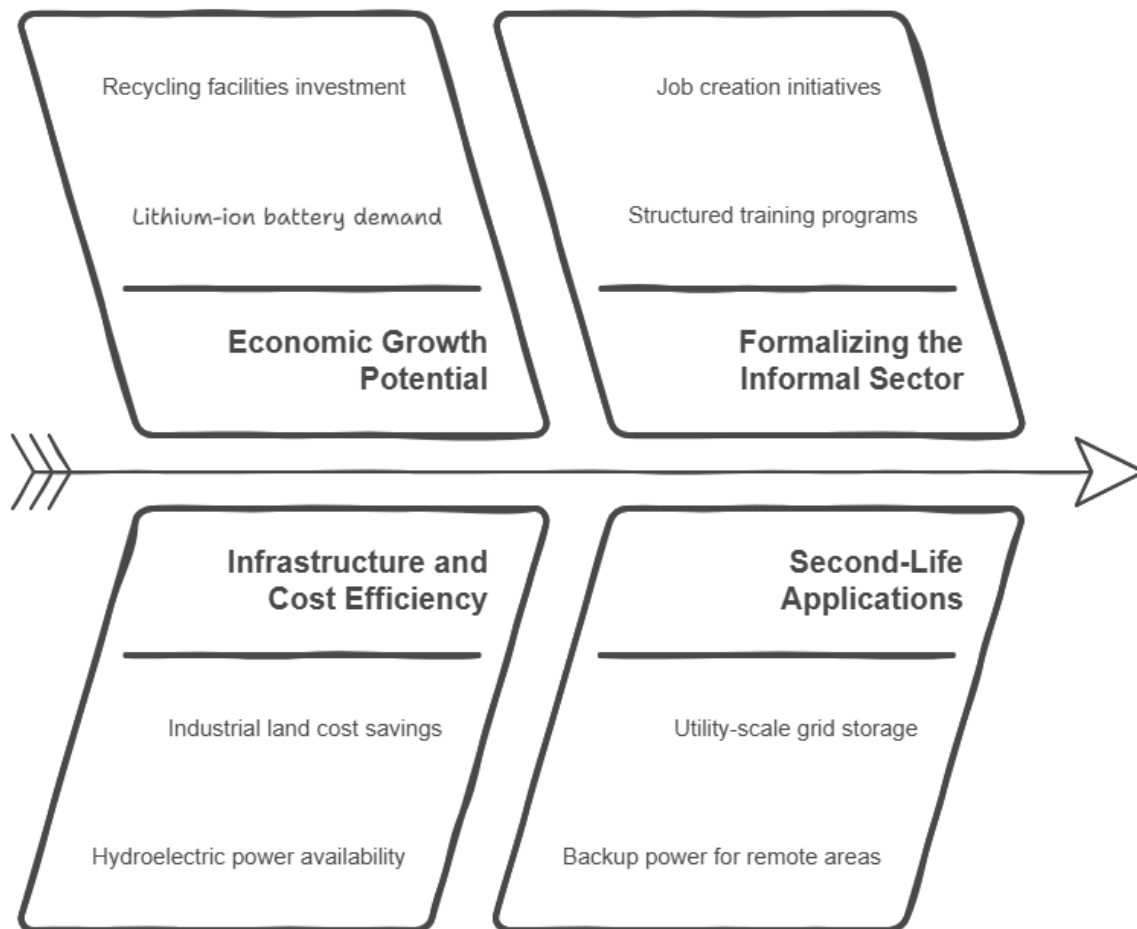 Recycling facilities investment
Lithium-ion battery demand
Economic Growth
Potential
Job creation initiatives
Structured training programs
Formalizing the
Informal Sector
Infrastructure and
Cost Efficiency
Industrial land cost savings
Hydroelectric power availability
Second-Life
Applications
Utility-scale grid storage
Backup power for remote areas